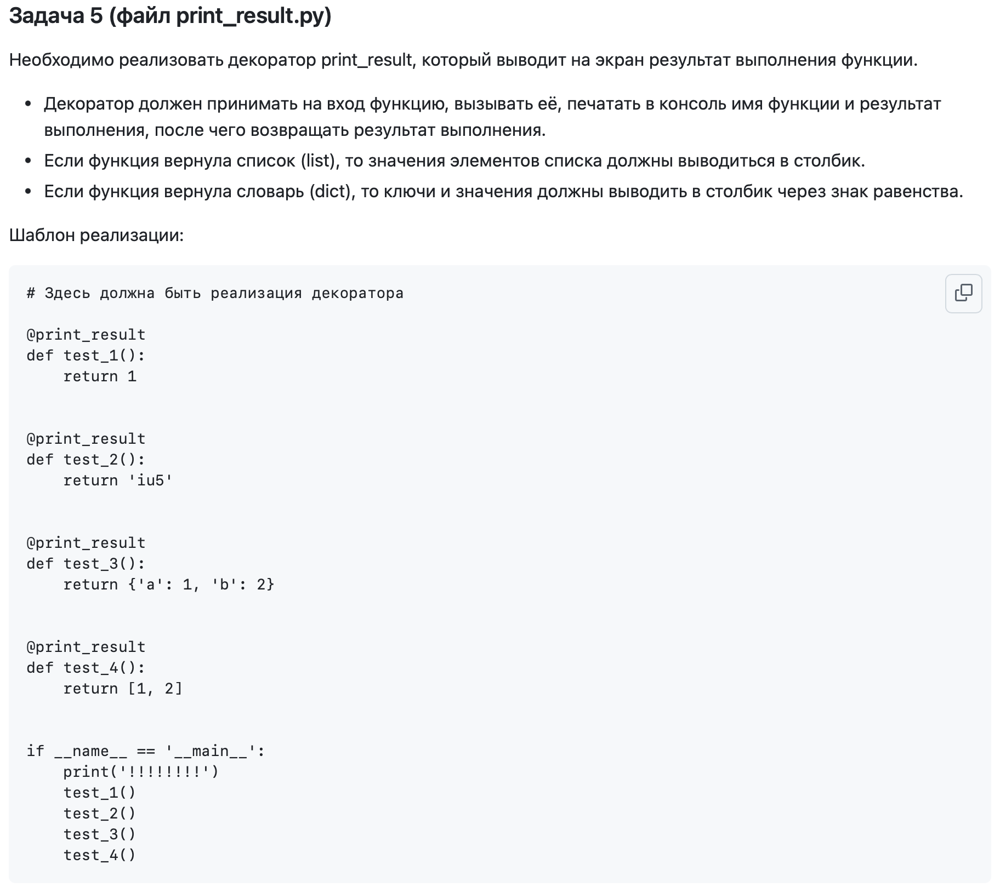 Задача 5 (файл print_result.py)
Необходимо реализовать декоратор print_result, который выводит на экран результат выполнения функции.
• Декоратор должен принимать на вход функцию, вызывать её, печатать в консоль имя функции и результат
выполнения, после чего возвращать результат выполнения.
• Если функция вернула список (list), то значения элементов списка должны выводиться в столбик.
• Если функция вернула словарь (dict), то ключи и значения должны выводить в столбик через знак равенства.
Шаблон реализации:
# Здесь должна быть реализация декоратора
@print_result
def test_1():
    return 1
@print_result
def test_2():
    return 'iu5'
@print_result
def test_3():
    return {'a': 1, 'b': 2}
@print_result
def test_4():
    return [1, 2]
if __name__ == '__main__':
    print('!!!!!!!!')
    test_1()
    test_2()
    test_3()
    test_4()